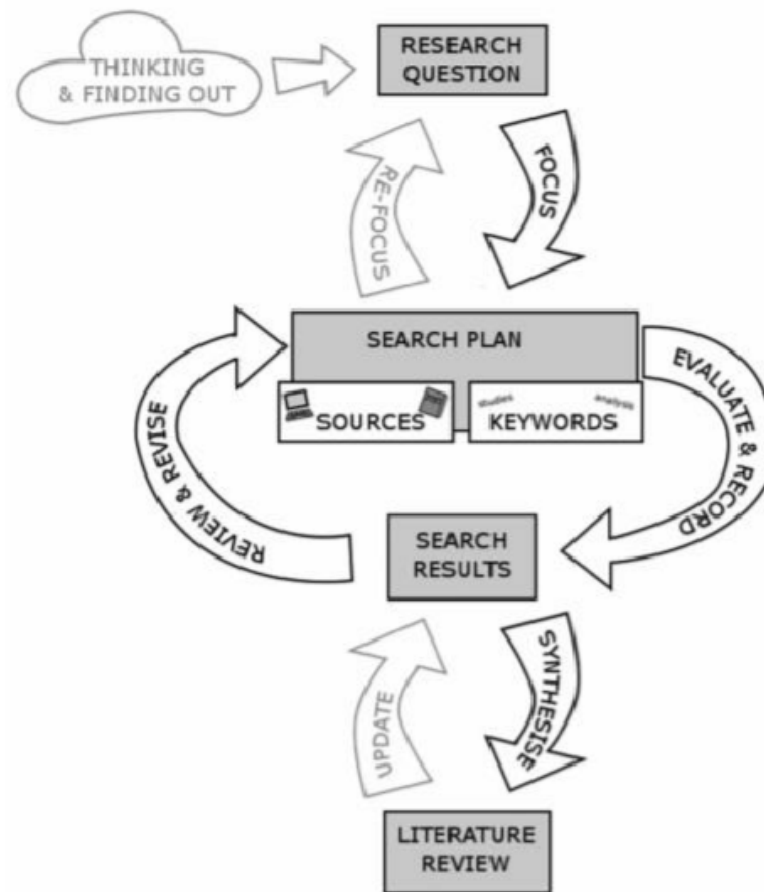 THINKING
& FINDING OUT
RESEARCH
QUESTION
RE-FOCUS
FOCUS
SEARCH PLAN
studies
analysis
SOURCES
KEYWORDS
EVALUATE & RECORD
REVIEW & REVISE
SEARCH
RESULTS
UPDATE
SYNTHESISE
LITERATURE
REVIEW